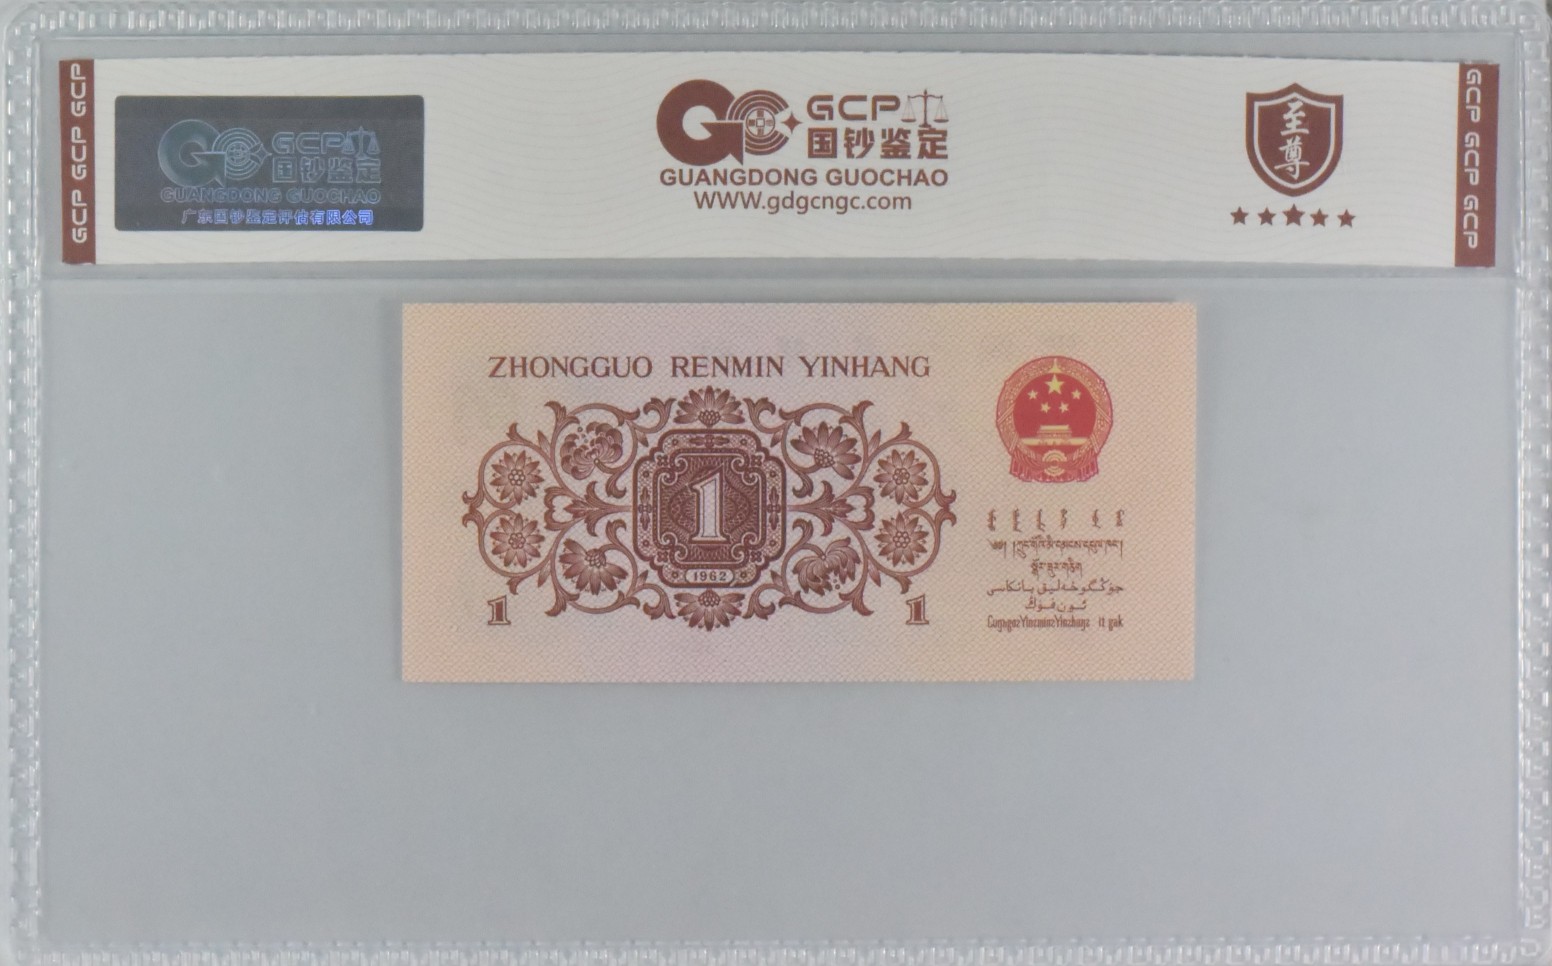 GCP GCP GCP
GCP 国钞鉴定
GUANGDONG GUOCHAO
广东国钞鉴定评估有限公司
GCP
国钞鉴定
GUANGDONG GUOCHAO
WWW.gdgcngc.com
至尊
GCP GCP GCP
ZHONGGUO RENMIN YINHANG
1
1962
1
1